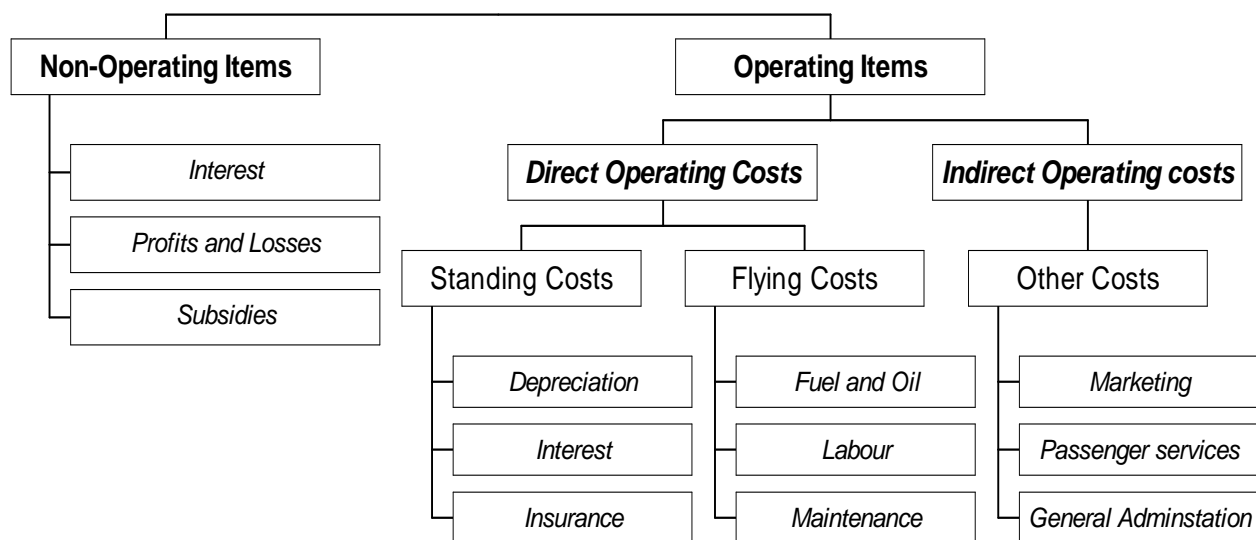 Non-Operating Items
Operating Items
Interest
Profits and Losses
Subsidies
Direct Operating Costs
Indirect Operating costs
Standing Costs
Flying Costs
Other Costs
Depreciation
Interest
Insurance
Fuel and Oil
Labour
Maintenance
Marketing
Passenger services
General Adminstation